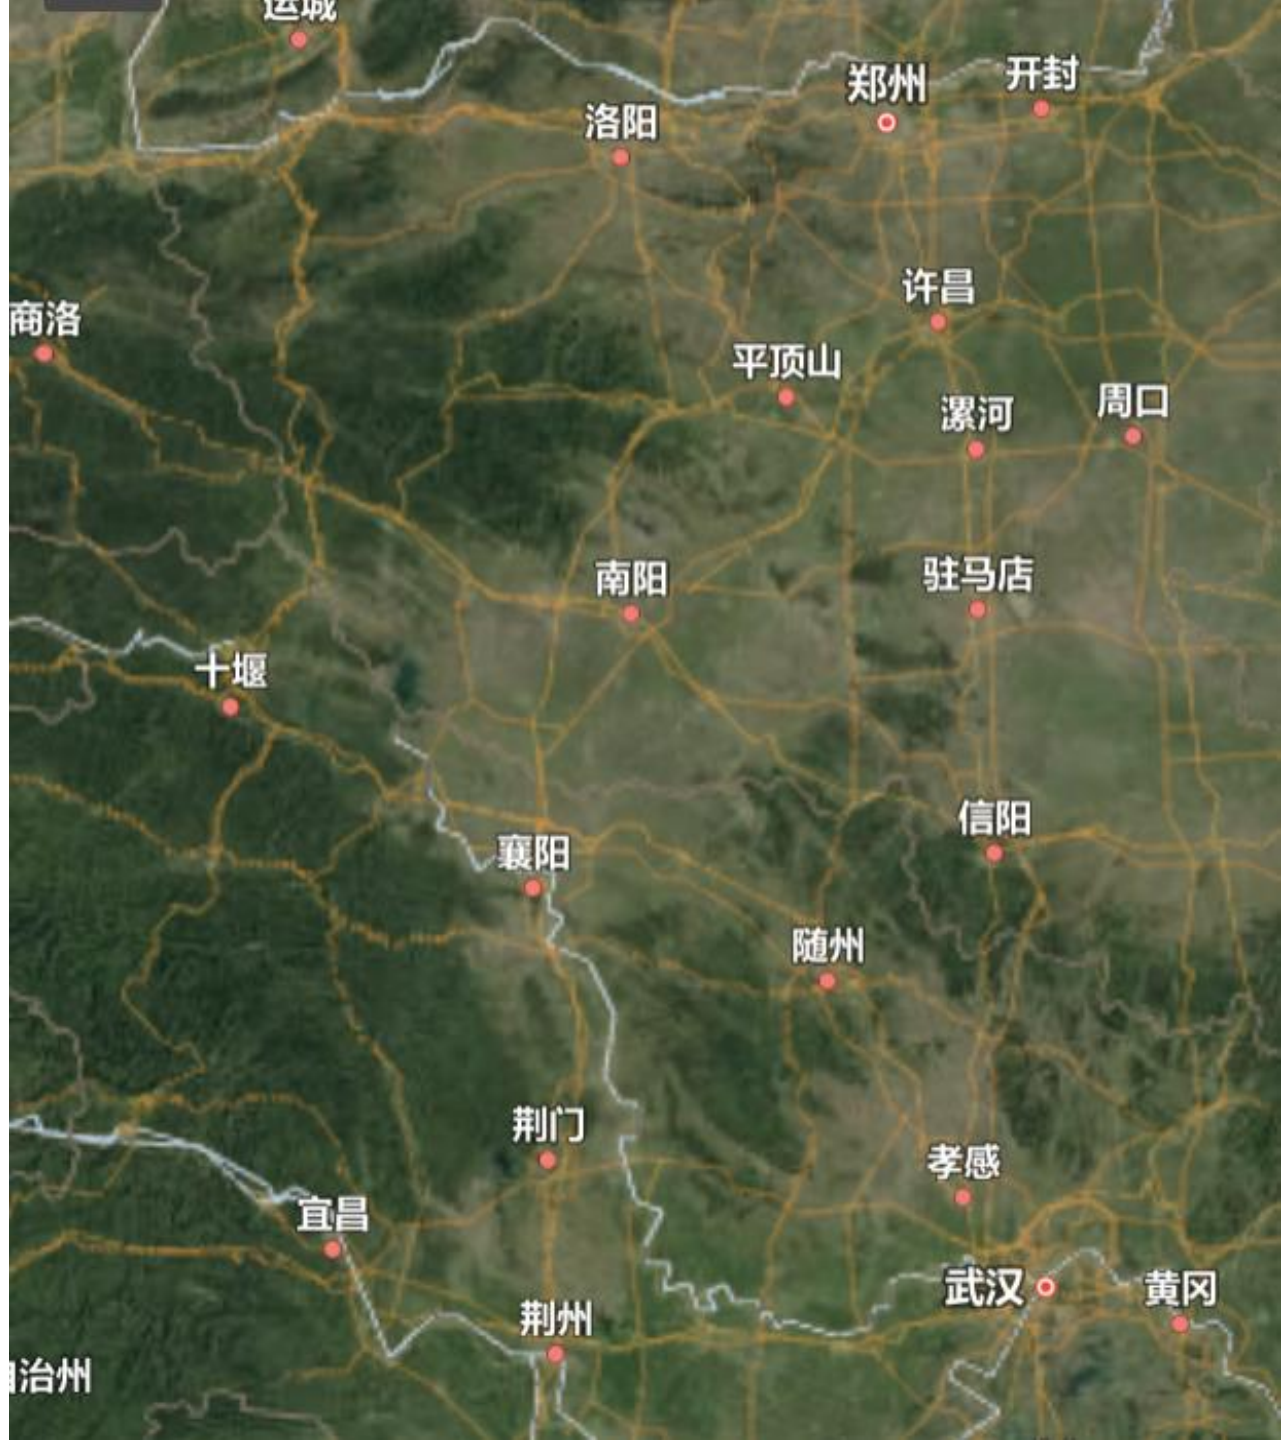 运城
郑州
开封
洛阳
许昌
商洛
平顶山
漯河
周口
南阳
驻马店
十堰
信阳
襄阳
随州
荆门
孝感
宜昌
武汉
黄冈
荆州
自治州